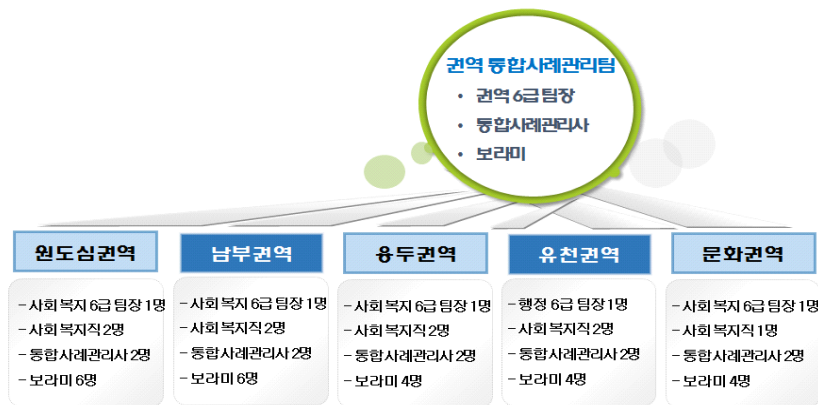 권역 통합사례관리팀
• 권역 6급 팀장
• 통합사례관리사
• 보라미
원도심권역
- 사회복지 6급 팀장 1명
- 사회복지직 2명
- 통합사례관리사 2명
- 보라미 6명
남부권역
- 사회복지 6급 팀장 1명
- 사회복지직 2명
- 통합사례관리사 2명
- 보라미 6명
용두권역
- 사회복지 6급 팀장 1명
- 사회복지직 2명
- 통합사례관리사 2명
- 보라미 4명
유천권역
- 행정 6급 팀장 1명
- 사회복지직 2명
- 통합사례관리사 2명
- 보라미 4명
문화권역
- 사회복지 6급 팀장 1명
- 사회복지직 1명
- 통합사례관리사 2명
- 보라미 4명